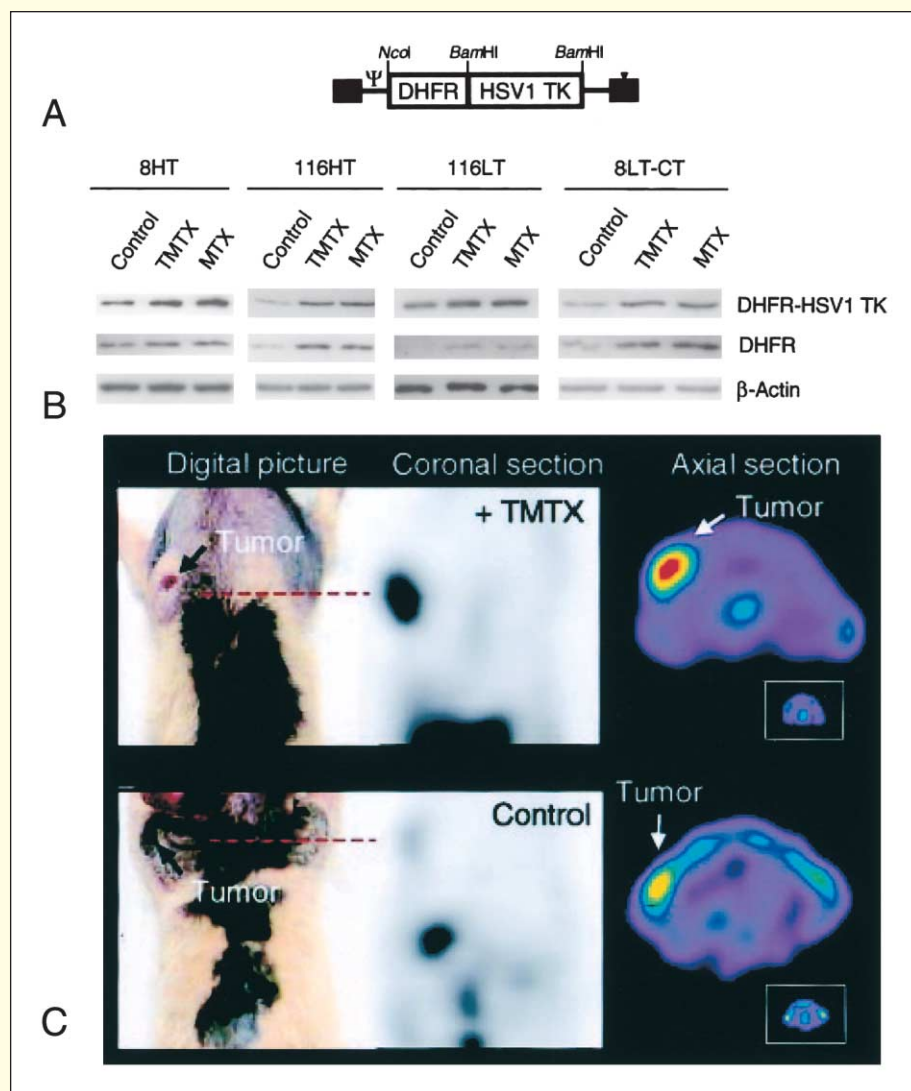 NcoI BamHI BamHI
Ψ
DHFR HSV1 TK
A
8HT 116HT 116LT 8LT-CT
Control TMTX MTX Control TMTX MTX Control TMTX MTX Control TMTX MTX
DHFR-HSV1 TK
DHFR
β-Actin
B
Digital picture Coronal section Axial section
+ TMTX Tumor
Tumor
Control Tumor
Tumor
C